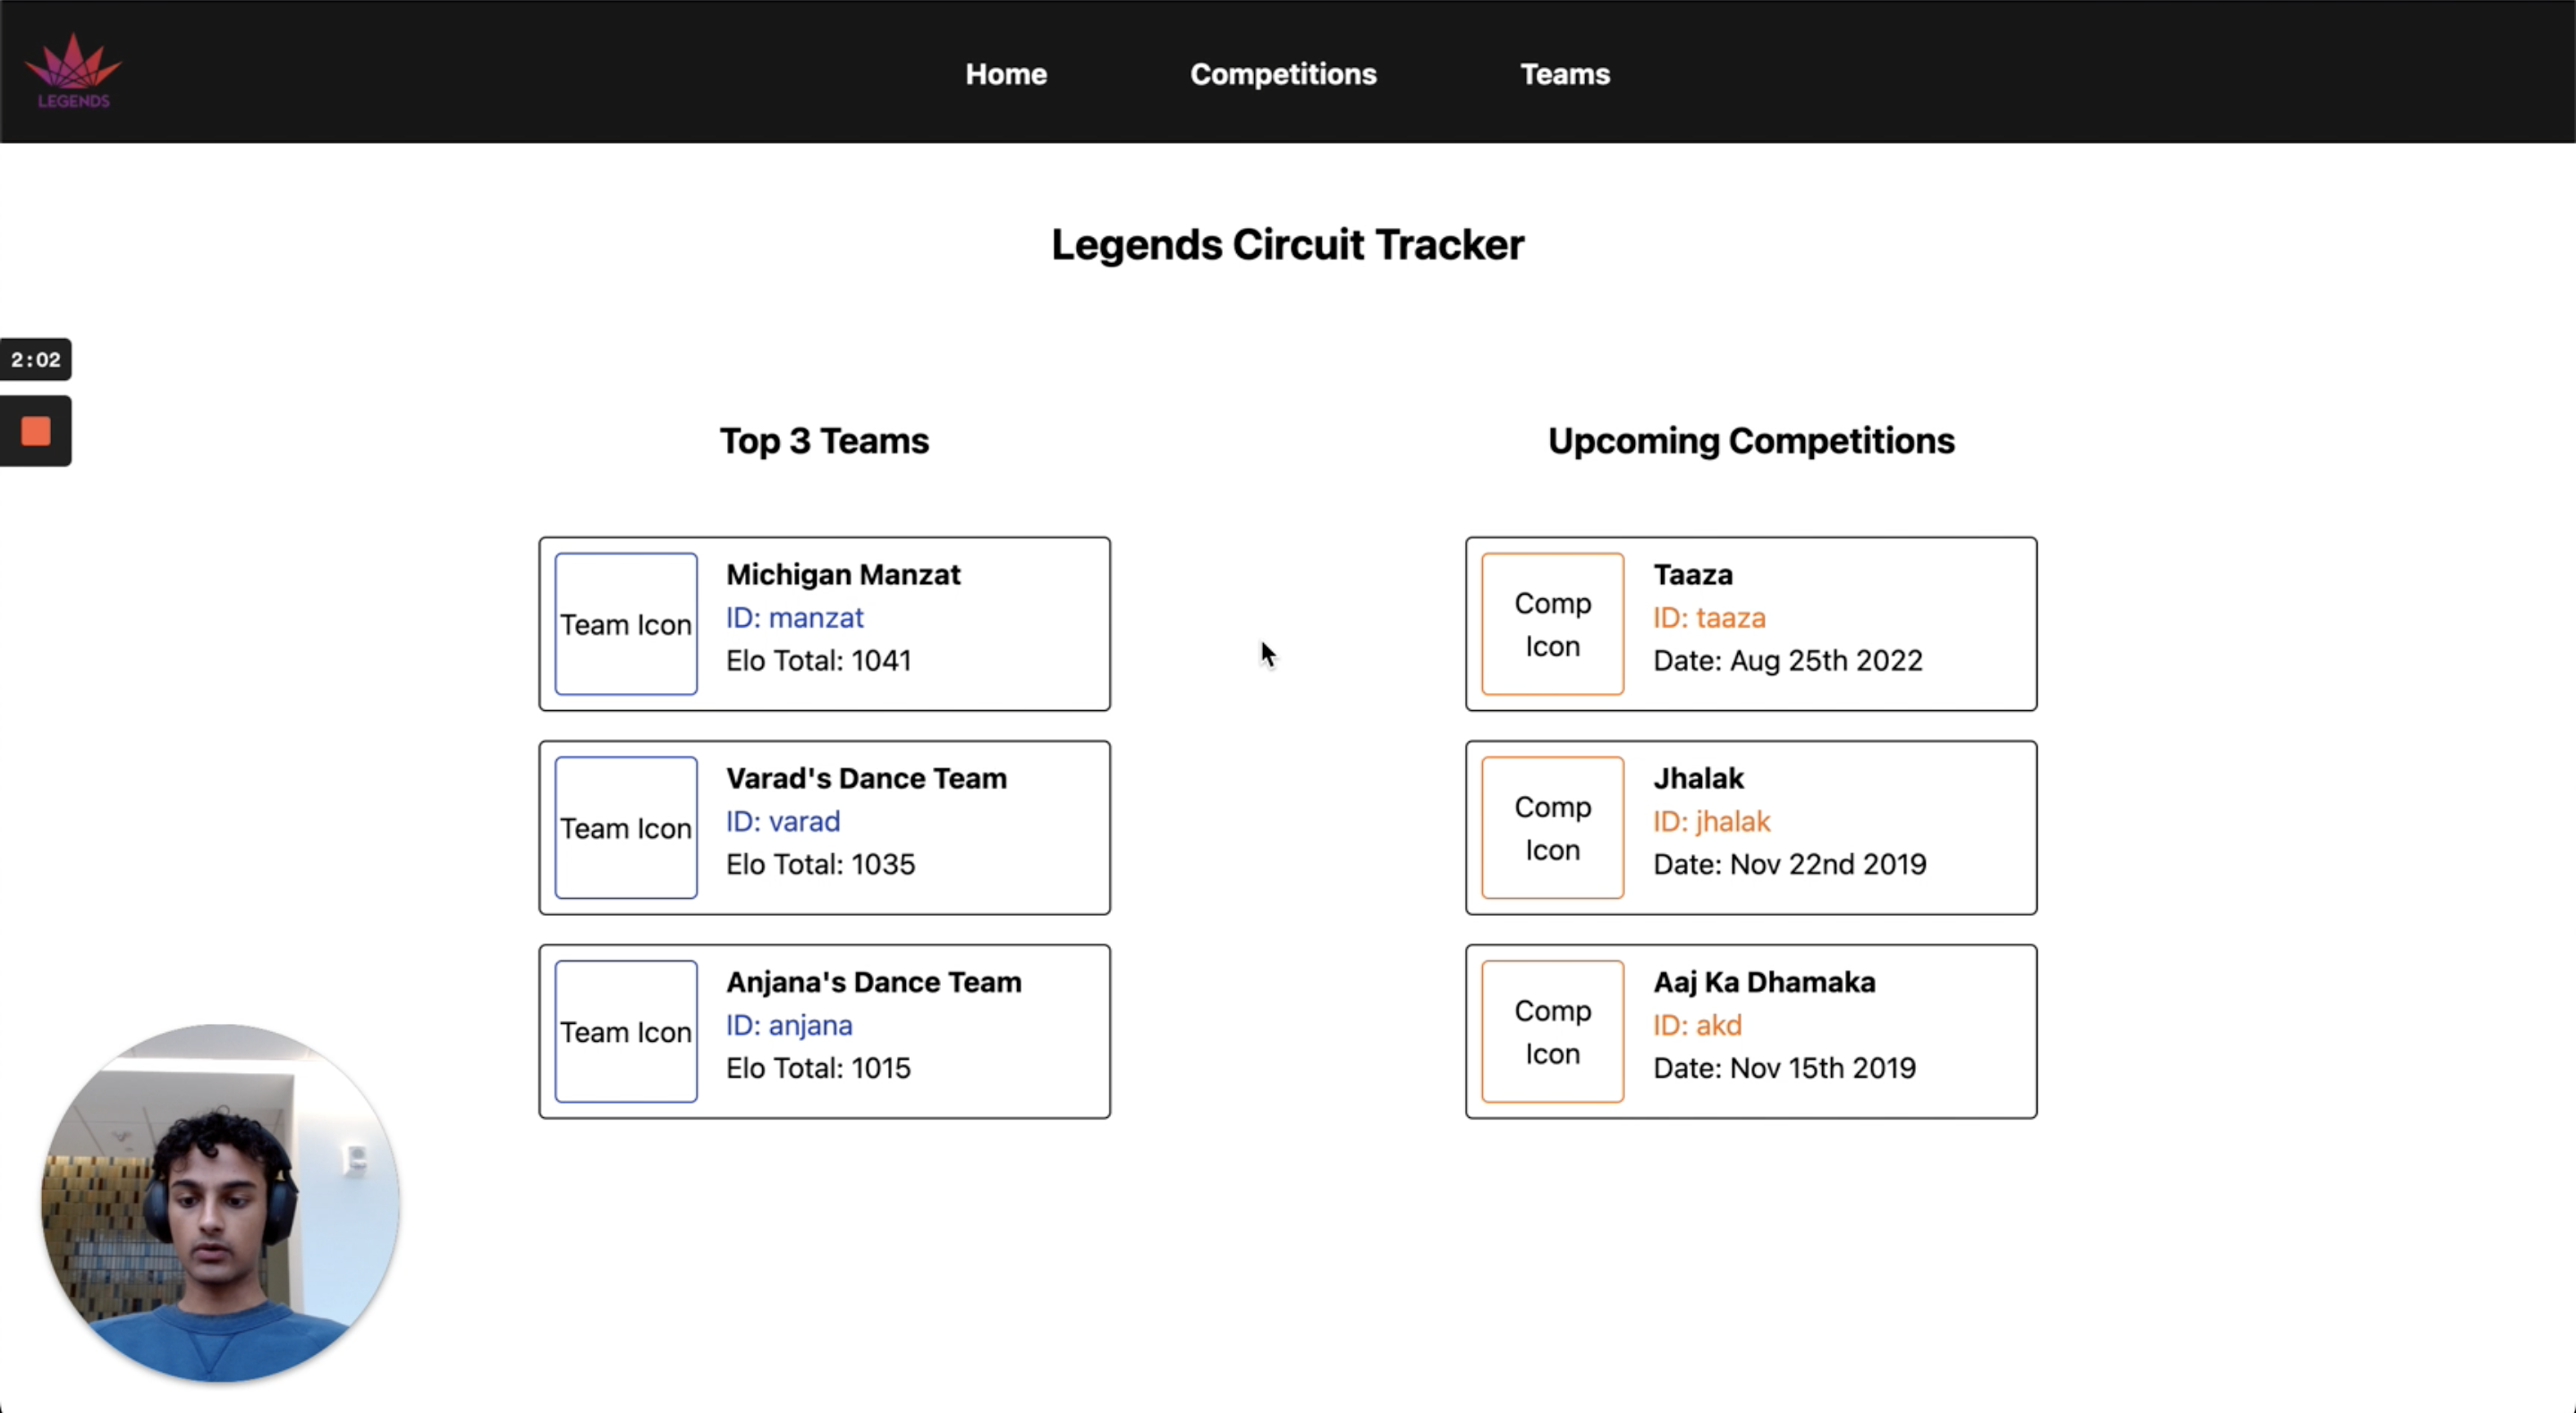 LEGENDS
Home
Competitions
Teams
Legends Circuit Tracker
2:02
Top 3 Teams
Team Icon
Michigan Manzat
ID: manzat
Elo Total: 1041
Team Icon
Varad's Dance Team
ID: varad
Elo Total: 1035
Team Icon
Anjana's Dance Team
ID: anjana
Elo Total: 1015
Upcoming Competitions
Comp
Icon
Taaza
ID: taaza
Date: Aug 25th 2022
Comp
Icon
Jhalak
ID: jhalak
Date: Nov 22nd 2019
Comp
Icon
Aaj Ka Dhamaka
ID: akd
Date: Nov 15th 2019